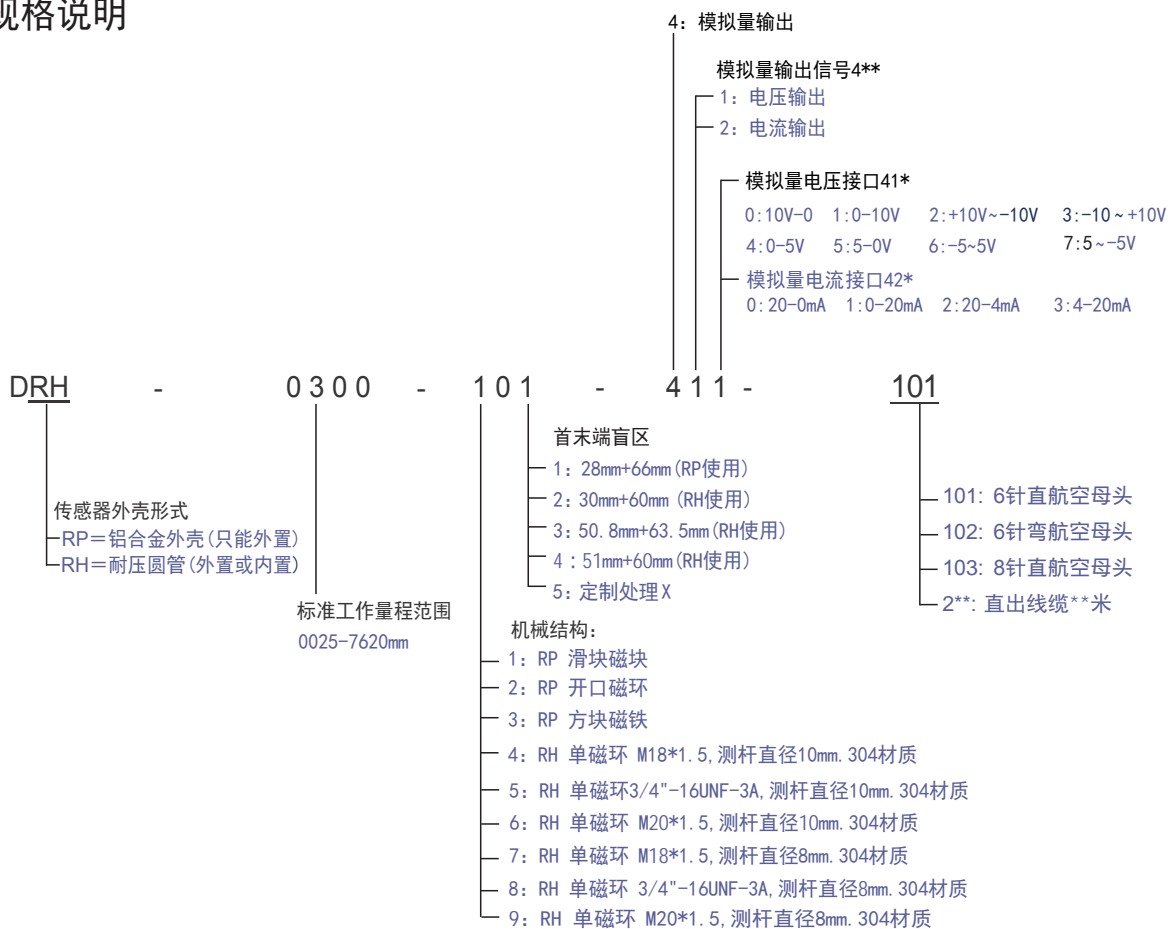 规格说明
4: 模拟量输出
模拟量输出信号4**
1: 电压输出
2: 电流输出
模拟量电压接口41*
0:10V-0 1:0-10V 2:+10V~-10V 3:-10~+10V
4:0-5V 5:5-0V 6:-5~5V 7:5~-5V
模拟量电流接口42*
0:20-0mA 1:0-20mA 2:20-4mA 3:4-20mA
DRH - 0300 - 101 - 411 - 101
传感器外壳形式
RP=铝合金外壳(只能外置)
RH=耐压圆管(外置或内置)
标准工作量程范围
0025-7620mm
首末端盲区
1: 28mm+66mm(RP使用)
2: 30mm+60mm (RH使用)
3: 50.8mm+63.5mm(RH使用)
4: 51mm+60mm(RH使用)
5: 定制处理X
机械结构:
1: RP 滑块磁块
2: RP 开口磁环
3: RP 方块磁铁
4: RH 单磁环 M18*1.5,测杆直径10mm.304材质
5: RH 单磁环3/4"-16UNF-3A,测杆直径10mm.304材质
6: RH 单磁环 M20*1.5,测杆直径10mm.304材质
7: RH 单磁环 M18*1.5,测杆直径8mm.304材质
8: RH 单磁环 3/4"-16UNF-3A,测杆直径8mm.304材质
9: RH 单磁环 M20*1.5,测杆直径8mm.304材质
101: 6针直航空母头
102: 6针弯航空母头
103: 8针直航空母头
2**: 直出线缆**米